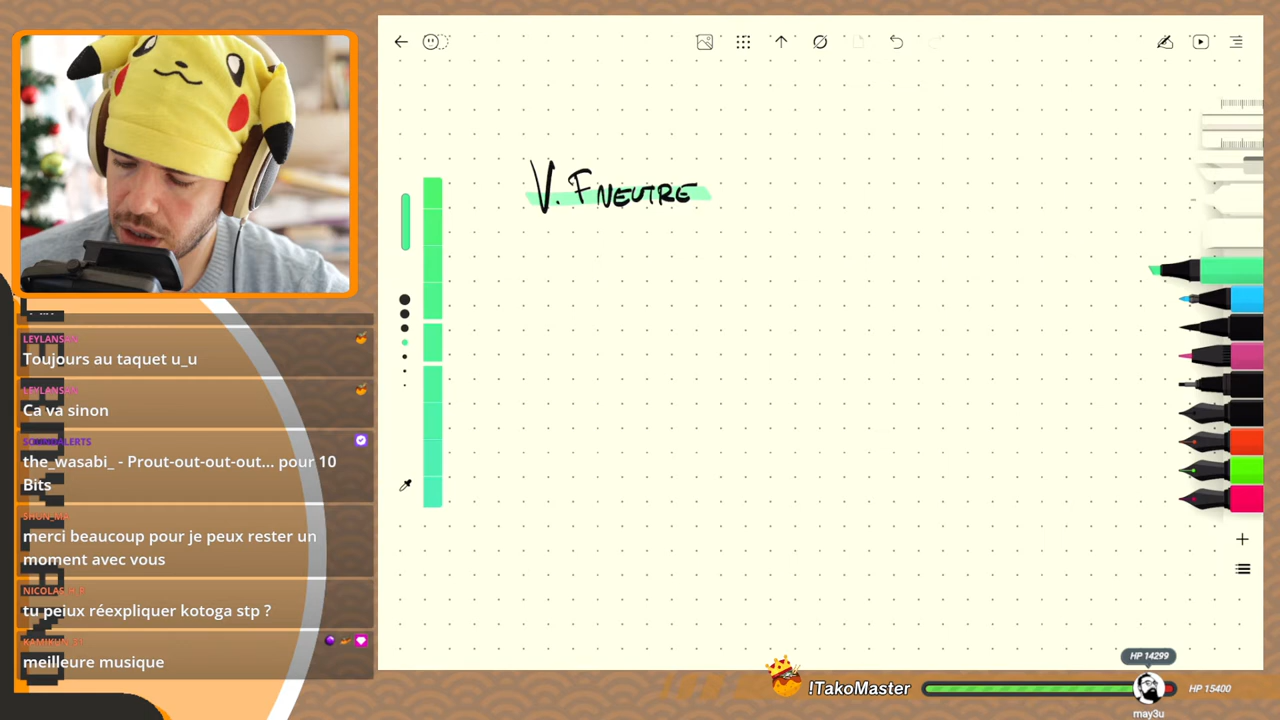 V. F NEUTRE
Toujours au taquet u_u
Ca va sinon
the_wasabi_ - Prout-out-out-out... pour 10
Bits
merci beaucoup pour je peux rester un
moment avec vous
tu peiux réexpliquer kotoga stp ?
meilleure musique
!TakoMaster
HP 14299
may3u
HP 15400